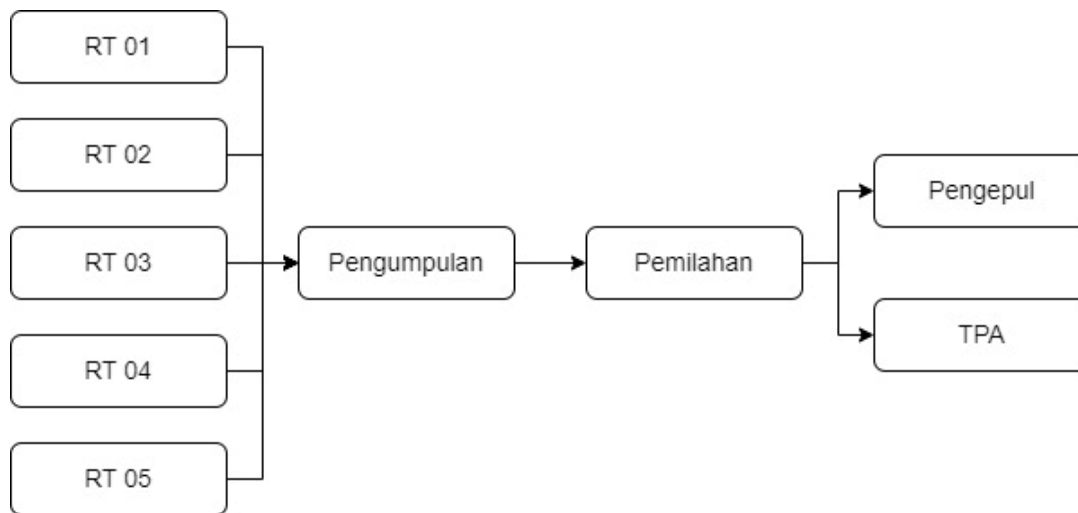 RT 01
RT 02
RT 03
RT 04
RT 05
Pengumpulan
Pemilahan
Pengepul
TPA